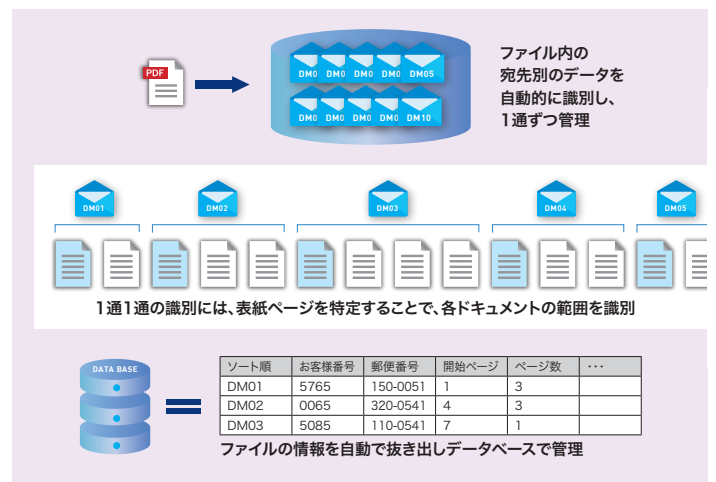 PDF
DM0 DM0 DM0 DM0 DM05
DM0 DM0 DM0 DM0 DM10
ファイル内の
宛先別のデータを
自動的に識別し、
1通ずつ管理
DM01 DM02 DM03 DM04 DM05
1通1通の識別には、表紙ページを特定することで、各ドキュメントの範囲を識別
DATA BASE
ソート順 お客様番号 郵便番号 開始ページ ページ数 ・・・
DM01 5765 150-0051 1 3
DM02 0065 320-0541 4 3
DM03 5085 110-0541 7 1
ファイルの情報を自動で抜き出しデータベースで管理